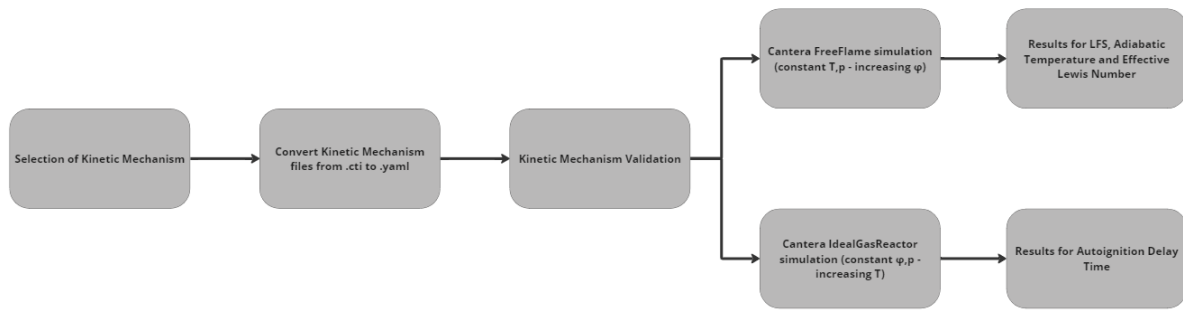 Selection of Kinetic Mechanism
Convert Kinetic Mechanism
files from .cti to .yaml
Kinetic Mechanism Validation
Cantera FreeFlame simulation
(constant T,p - increasing φ)
Results for LFS, Adiabatic
Temperature and Effective
Lewis Number
Cantera IdealGasReactor
simulation (constant φ,p -
increasing T)
Results for Autoignition Delay
Time